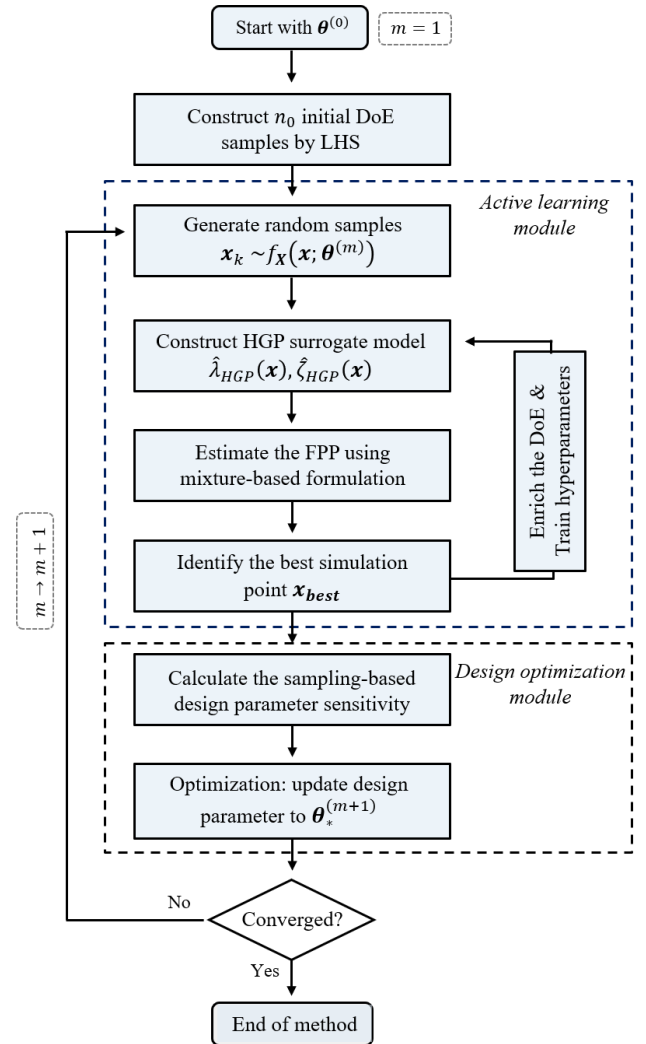 Start with θ⁽⁰⁾
m = 1
Construct n₀ initial DoE
samples by LHS
Active learning
module
Generate random samples
xₖ ~ f_X(x; θ⁽ᵐ⁾)
Construct HGP surrogate model
λ̂_HGP(x), ζ̂_HGP(x)
Enrich the DoE &
Train hyperparameters
Estimate the FPP using
mixture-based formulation
Identify the best simulation
point x_best
m → m + 1
Calculate the sampling-based
design parameter sensitivity
Design optimization
module
Optimization: update design
parameter to θ_*^(m+1)
Converged?
No
Yes
End of method